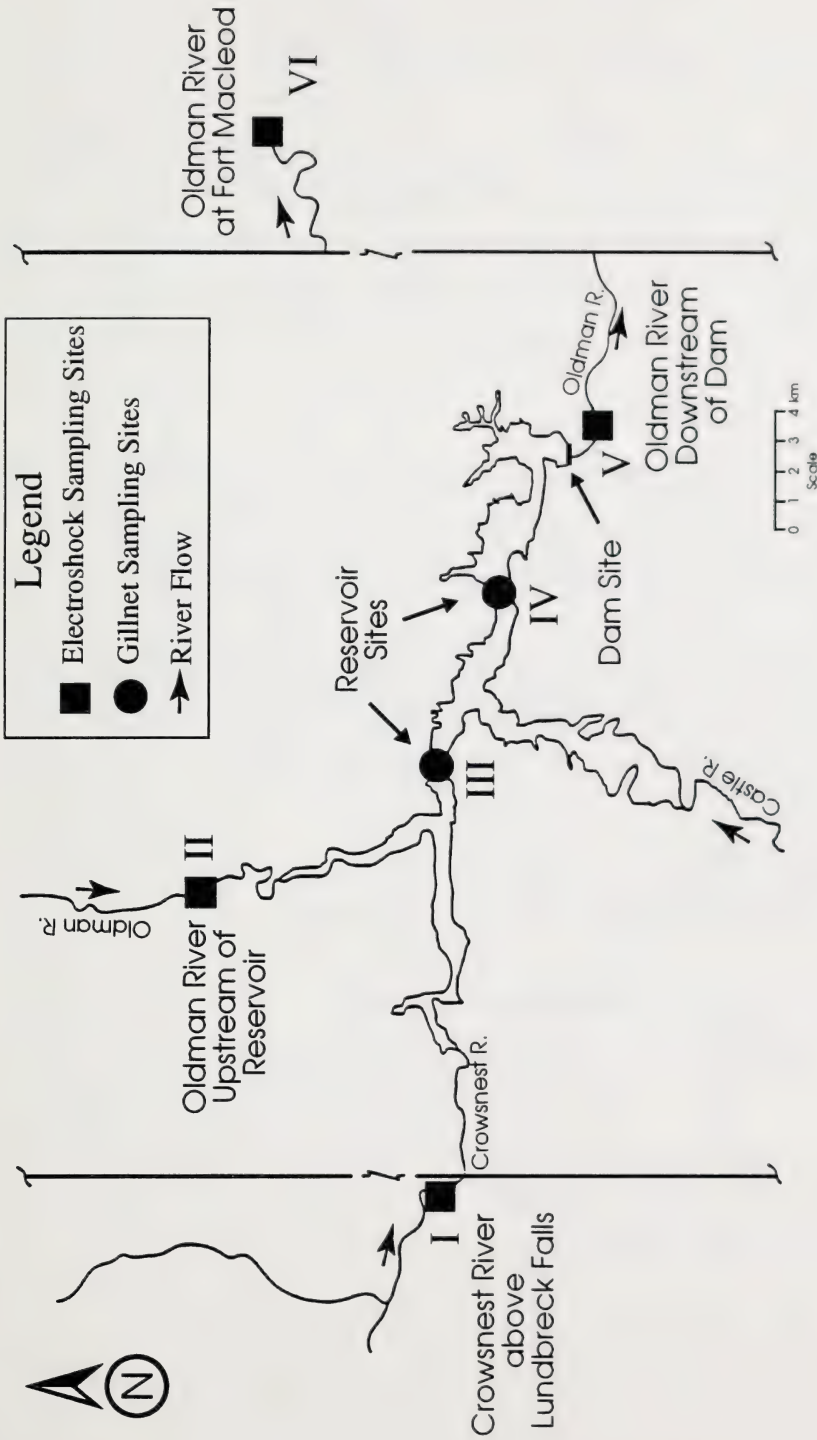 Legend
Electroshock Sampling Sites
Gillnet Sampling Sites
River Flow
N
Oldman River
at Fort Macleod
VI
Oldman R.
II
Oldman River
Upstream of
Reservoir
Reservoir
Sites
III
IV
Oldman R.
V
Dam Site
Oldman River
Downstream
of Dam
Castle R.
Crowsnest R.
I
Crowsnest River
above
Lundbreck Falls
0 1 2 3 4 km
Scale